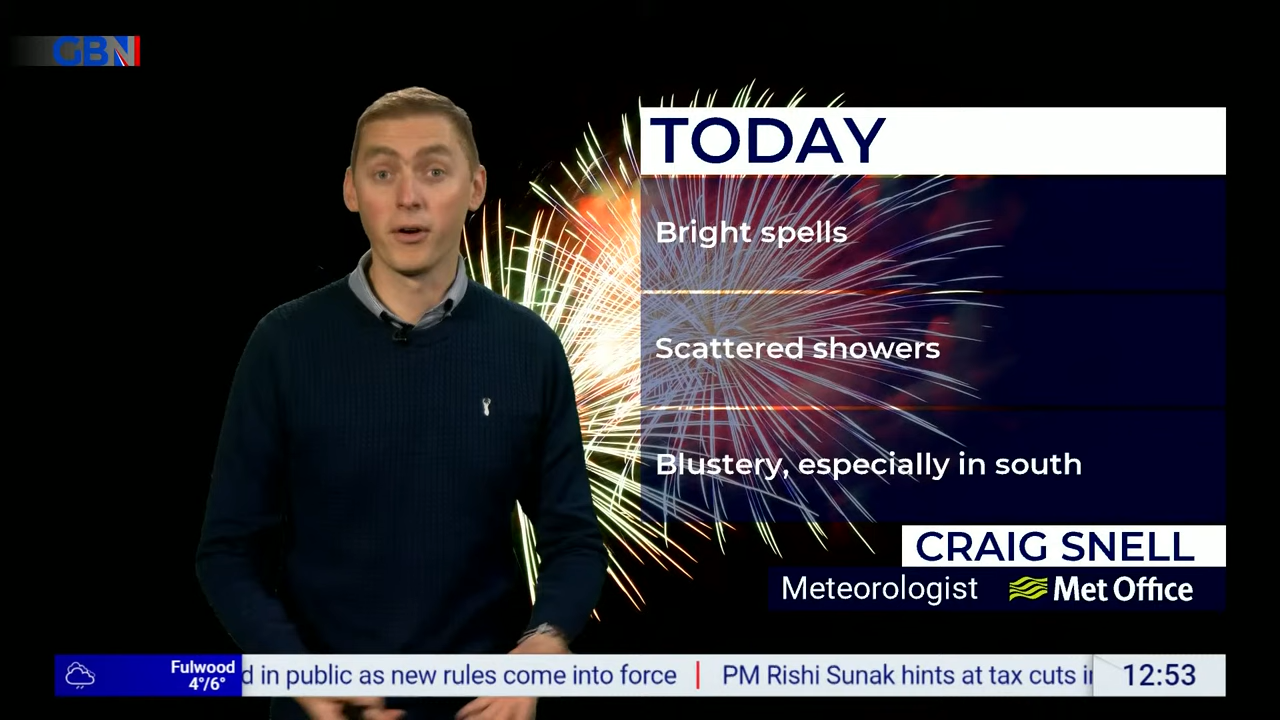 GBN
TODAY
Bright spells
Scattered showers
Blustery, especially in south
CRAIG SNELL
Meteorologist Met Office
Fulwood
4°/6°
d in public as new rules come into force | PM Rishi Sunak hints at tax cuts
12:53